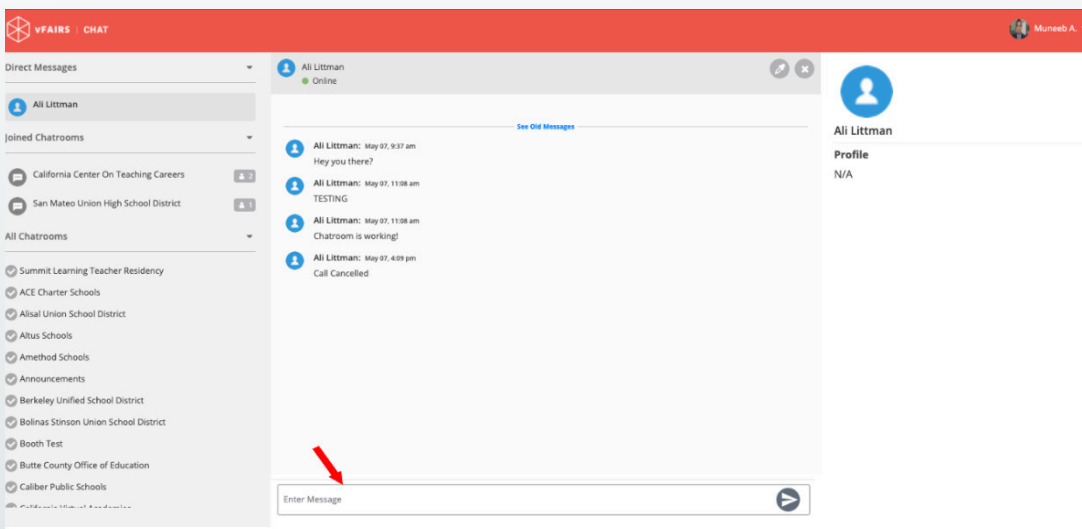 vFAIRS | CHAT
Muneeb A.
Direct Messages
Ali Littman
Joined Chatrooms
California Center On Teaching Careers
2
San Mateo Union High School District
1
All Chatrooms
Summit Learning Teacher Residency
ACE Charter Schools
Alisal Union School District
Altus Schools
Amethod Schools
Announcements
Berkeley Unified School District
Bolinas Stinson Union School District
Booth Test
Butte County Office of Education
Caliber Public Schools
California Virtual Academies
Ali Littman
Online
See Old Messages
Ali Littman: May 07, 9:37 am
Hey you there?
Ali Littman: May 07, 11:08 am
TESTING
Ali Littman: May 07, 11:08 am
Chatroom is working!
Ali Littman: May 07, 4:09 pm
Call Cancelled
Enter Message
Ali Littman
Profile
N/A